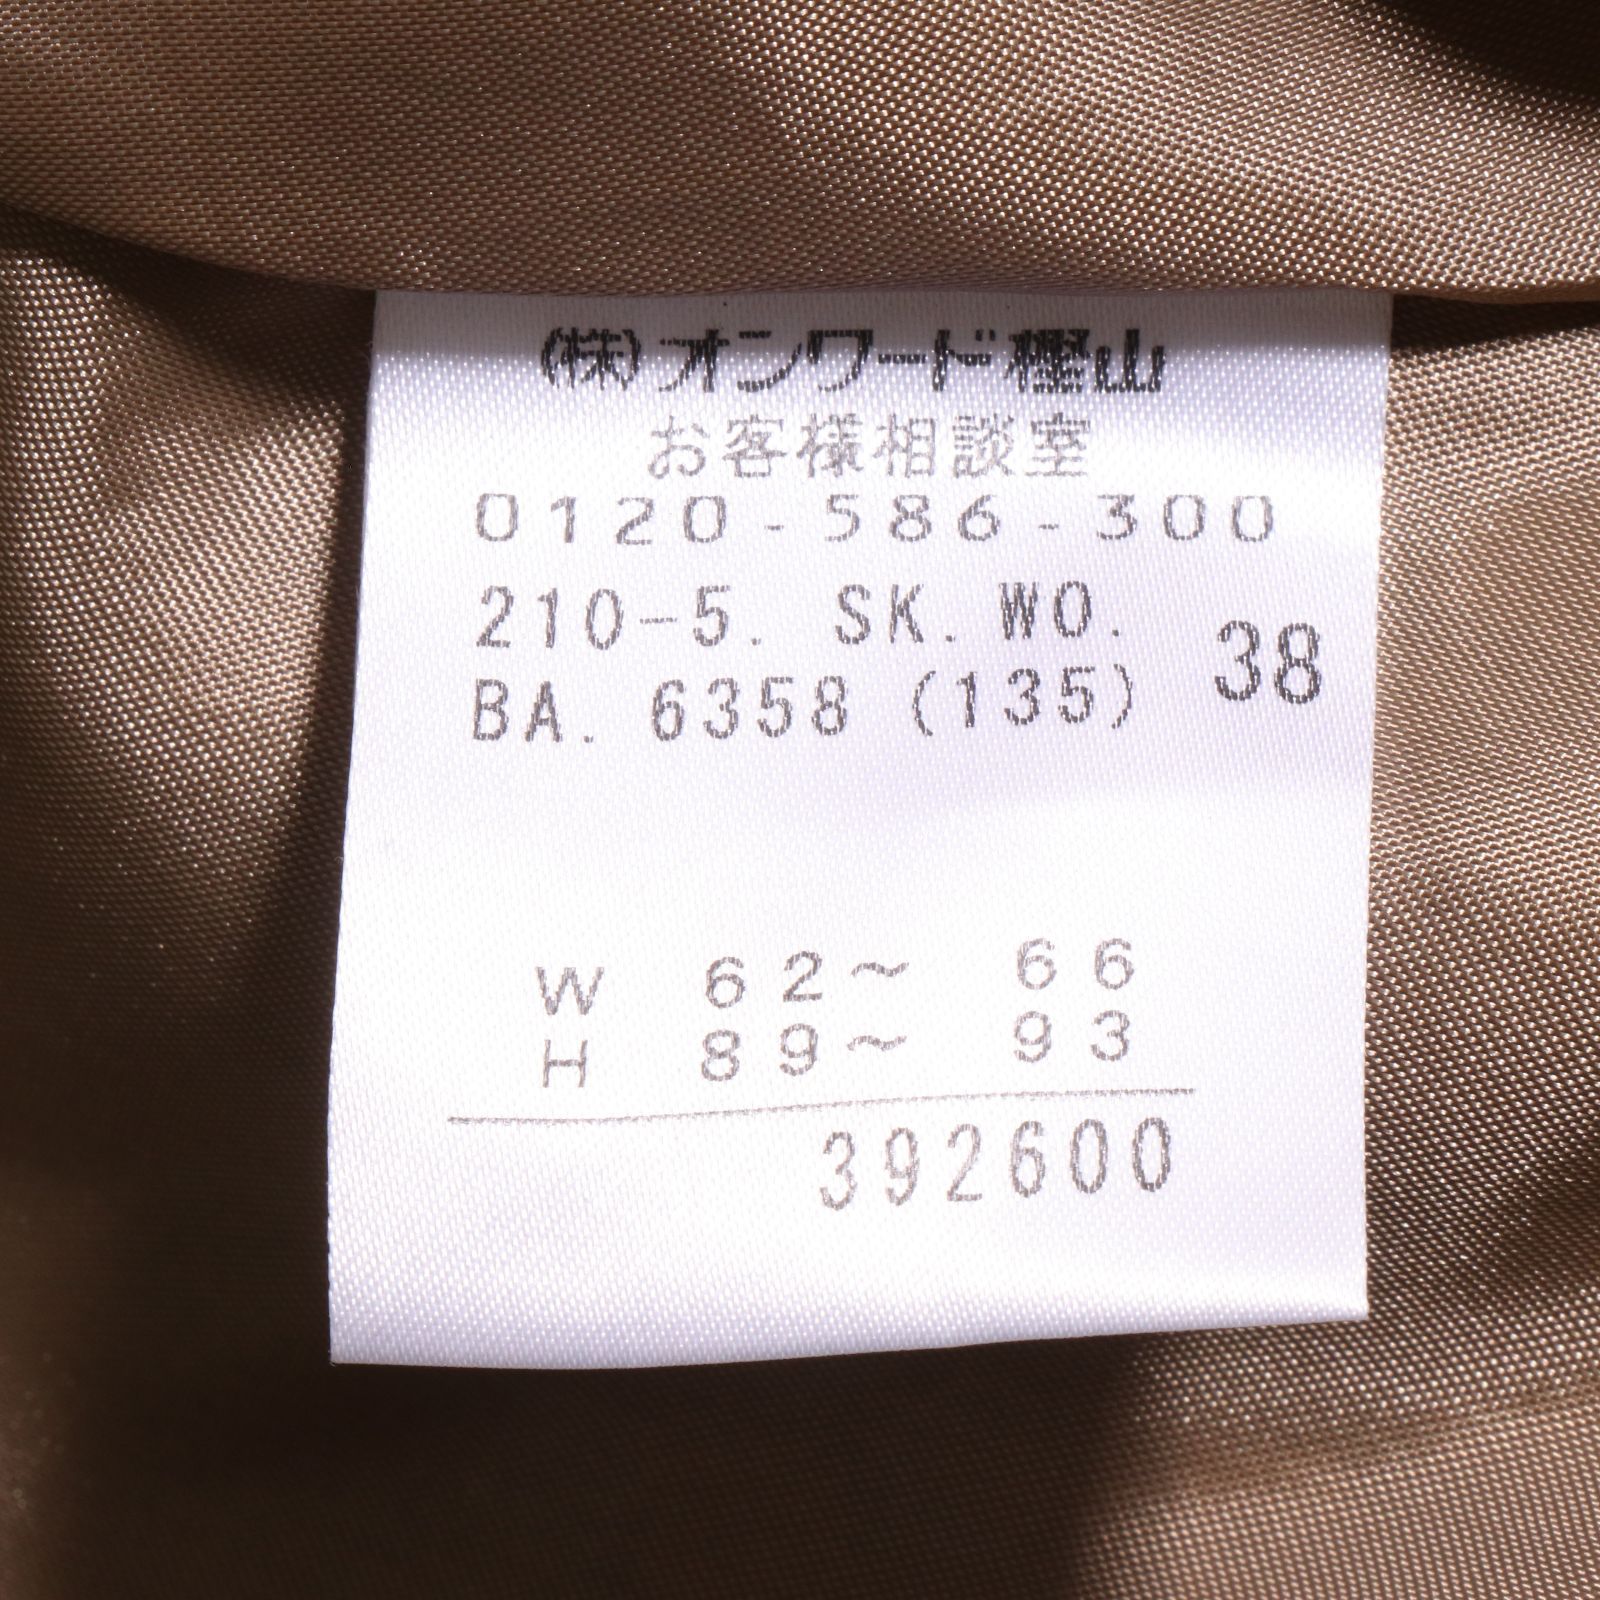 (株)オンワード樫山
お客様相談室
0120-586-300
210-5. SK. WO.
38
BA. 6358 (135)
W 62~ 66
H 89~ 93
392600